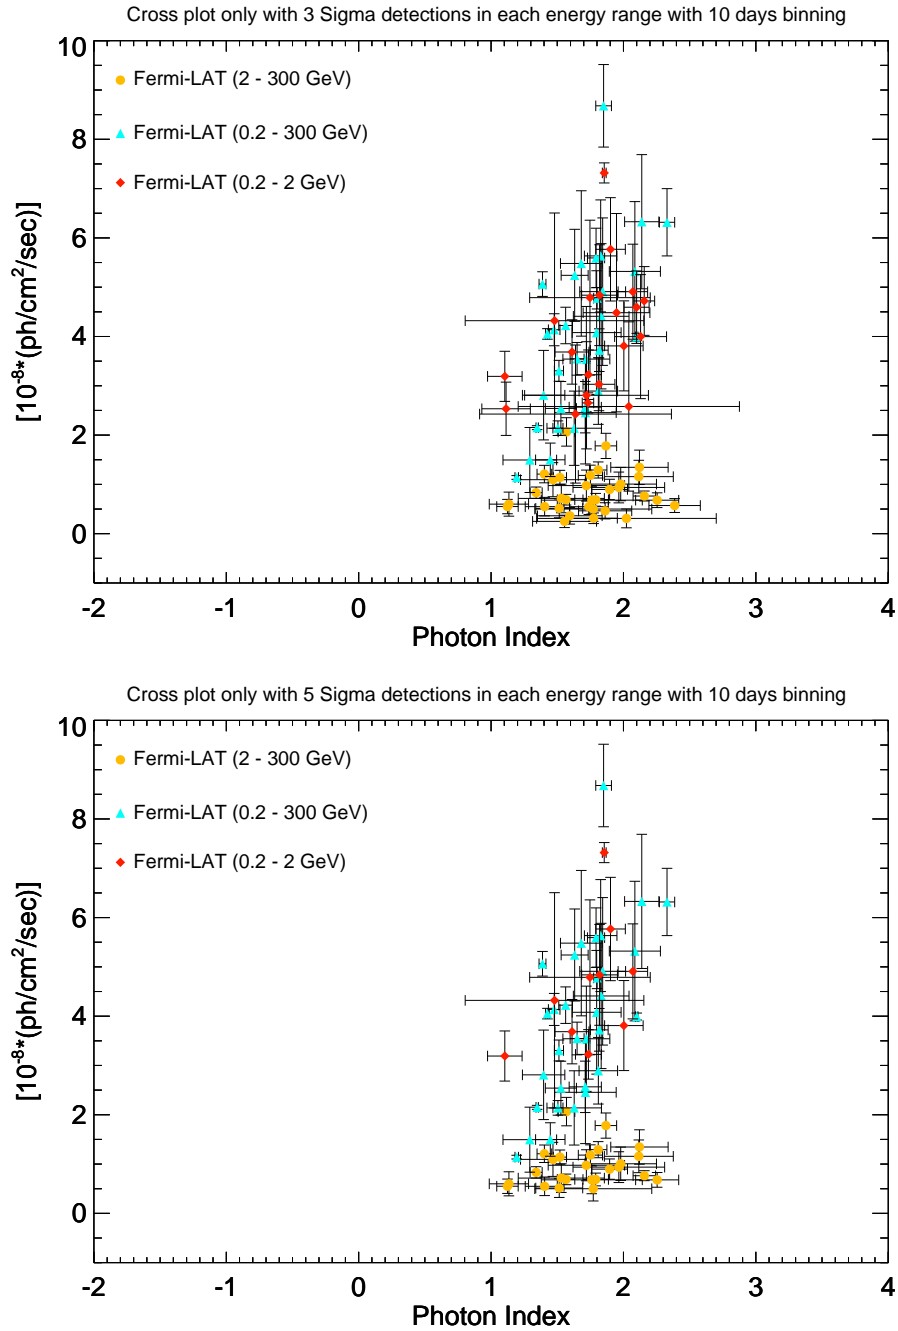 Cross plot only with 3 Sigma detections in each energy range with 10 days binning
10
Fermi-LAT (2 - 300 GeV)
8
Fermi-LAT (0.2 - 300 GeV)
Fermi-LAT (0.2 - 2 GeV)
6
[10⁻⁸*(ph/cm²/sec)]
4
2
0
-2 -1 0 1 2 3 4
Photon Index
Cross plot only with 5 Sigma detections in each energy range with 10 days binning
10
Fermi-LAT (2 - 300 GeV)
8
Fermi-LAT (0.2 - 300 GeV)
Fermi-LAT (0.2 - 2 GeV)
6
[10⁻⁸*(ph/cm²/sec)]
4
2
0
-2 -1 0 1 2 3 4
Photon Index